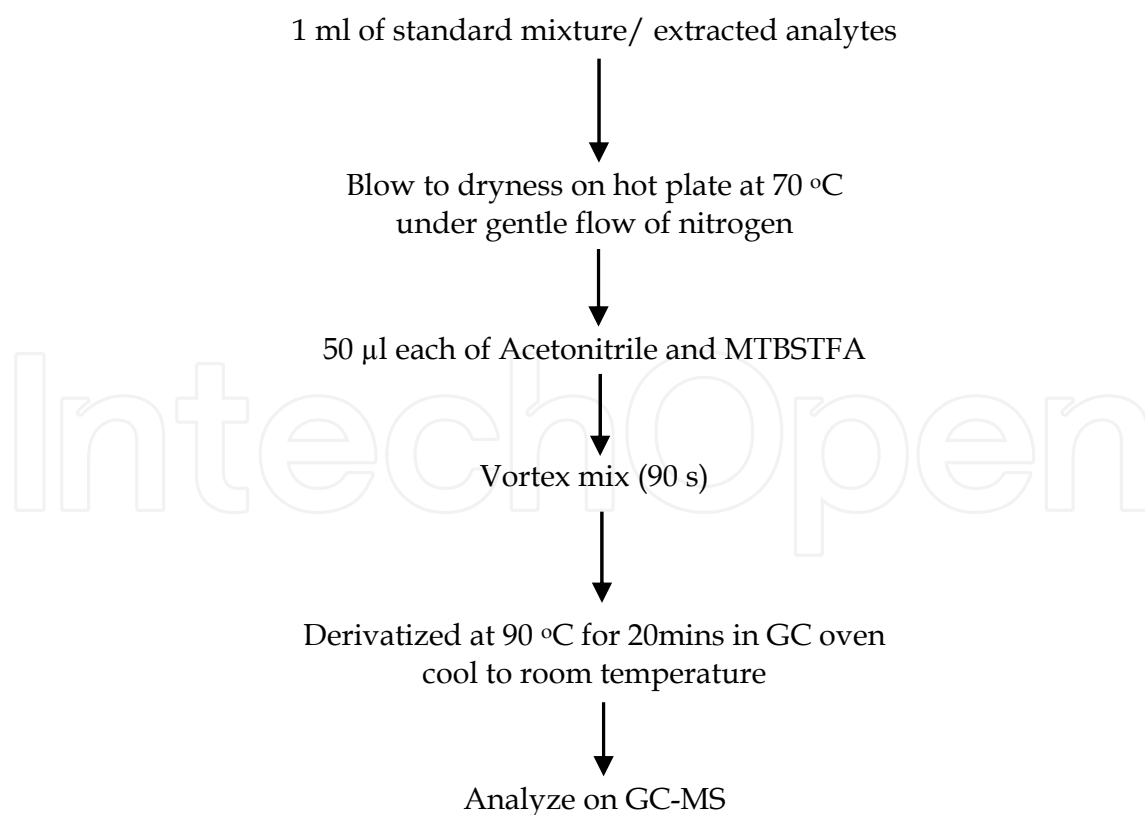 1 ml of standard mixture/ extracted analytes
Blow to dryness on hot plate at 70 ᵒC
under gentle flow of nitrogen
50 µl each of Acetonitrile and MTBSTFA
IntechOpen
Vortex mix (90 s)
Derivatized at 90 ᵒC for 20mins in GC oven
cool to room temperature
Analyze on GC-MS